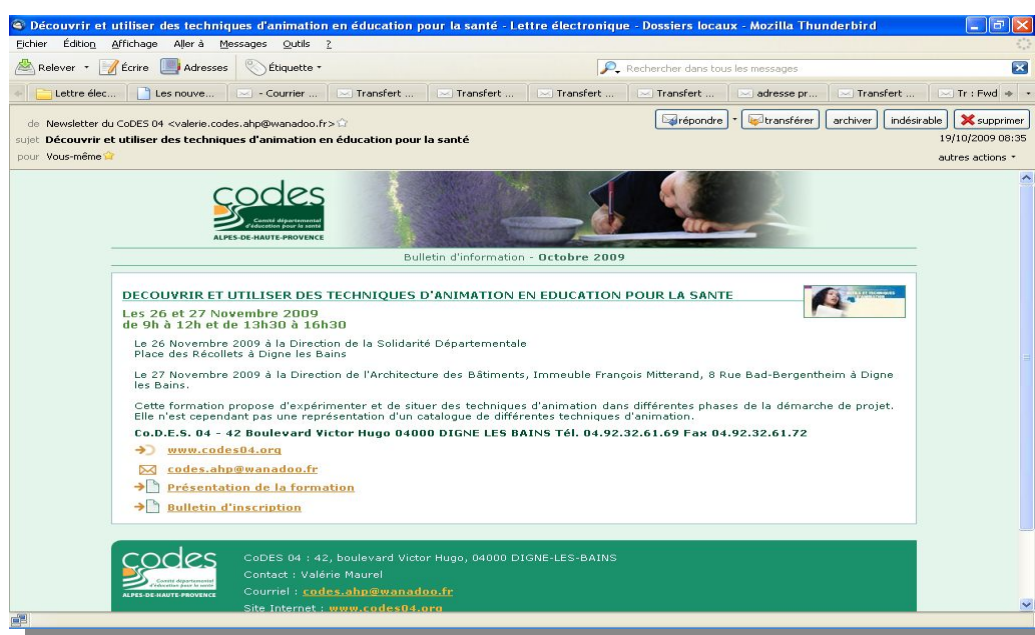 Découvrir et utiliser des techniques d'animation en éducation pour la santé - Lettre électronique - Dossiers locaux - Mozilla Thunderbird
Fichier Édition Affichage Aller à Messages Outils ?
Relever Écrire Adresses Étiquette Rechercher dans tous les messages
Lettre élec... Les nouve... - Courrier ... Transfert ... Transfert ... Transfert ... Transfert ... adresse pr... Transfert ... Tr : Fwd
de Newsletter du CoDES 04 <valerie.codes.ahp@wanadoo.fr>
répondre transférer archiver indésirable supprimer
sujet Découvrir et utiliser des techniques d'animation en éducation pour la santé
19/10/2009 08:35
pour Vous-même
autres actions
codes
Comité départemental
d'éducation pour la santé
ALPES-DE-HAUTE-PROVENCE
Bulletin d'information - Octobre 2009
DECOUVRIR ET UTILISER DES TECHNIQUES D'ANIMATION EN EDUCATION POUR LA SANTE
Les 26 et 27 Novembre 2009
de 9h à 12h et de 13h30 à 16h30
Le 26 Novembre 2009 à la Direction de la Solidarité Départementale
Place des Récollets à Digne les Bains
Le 27 Novembre 2009 à la Direction de l'Architecture des Bâtiments, Immeuble François Mitterand, 8 Rue Bad-Bergentheim à Digne
les Bains.
Cette formation propose d'expérimenter et de situer des techniques d'animation dans différentes phases de la démarche de projet.
Elle n'est cependant pas une représentation d'un catalogue de différentes techniques d'animation.
Co.D.E.S. 04 - 42 Boulevard Victor Hugo 04000 DIGNE LES BAINS Tél. 04.92.32.61.69 Fax 04.92.32.61.72
www.codes04.org
codes.ahp@wanadoo.fr
Présentation de la formation
Bulletin d'inscription
codes
Comité départemental
d'éducation pour la santé
ALPES-DE-HAUTE-PROVENCE
CoDES 04 : 42, boulevard Victor Hugo, 04000 DIGNE-LES-BAINS
Contact : Valérie Maurel
Courriel : codes.ahp@wanadoo.fr
Site Internet : www.codes04.org